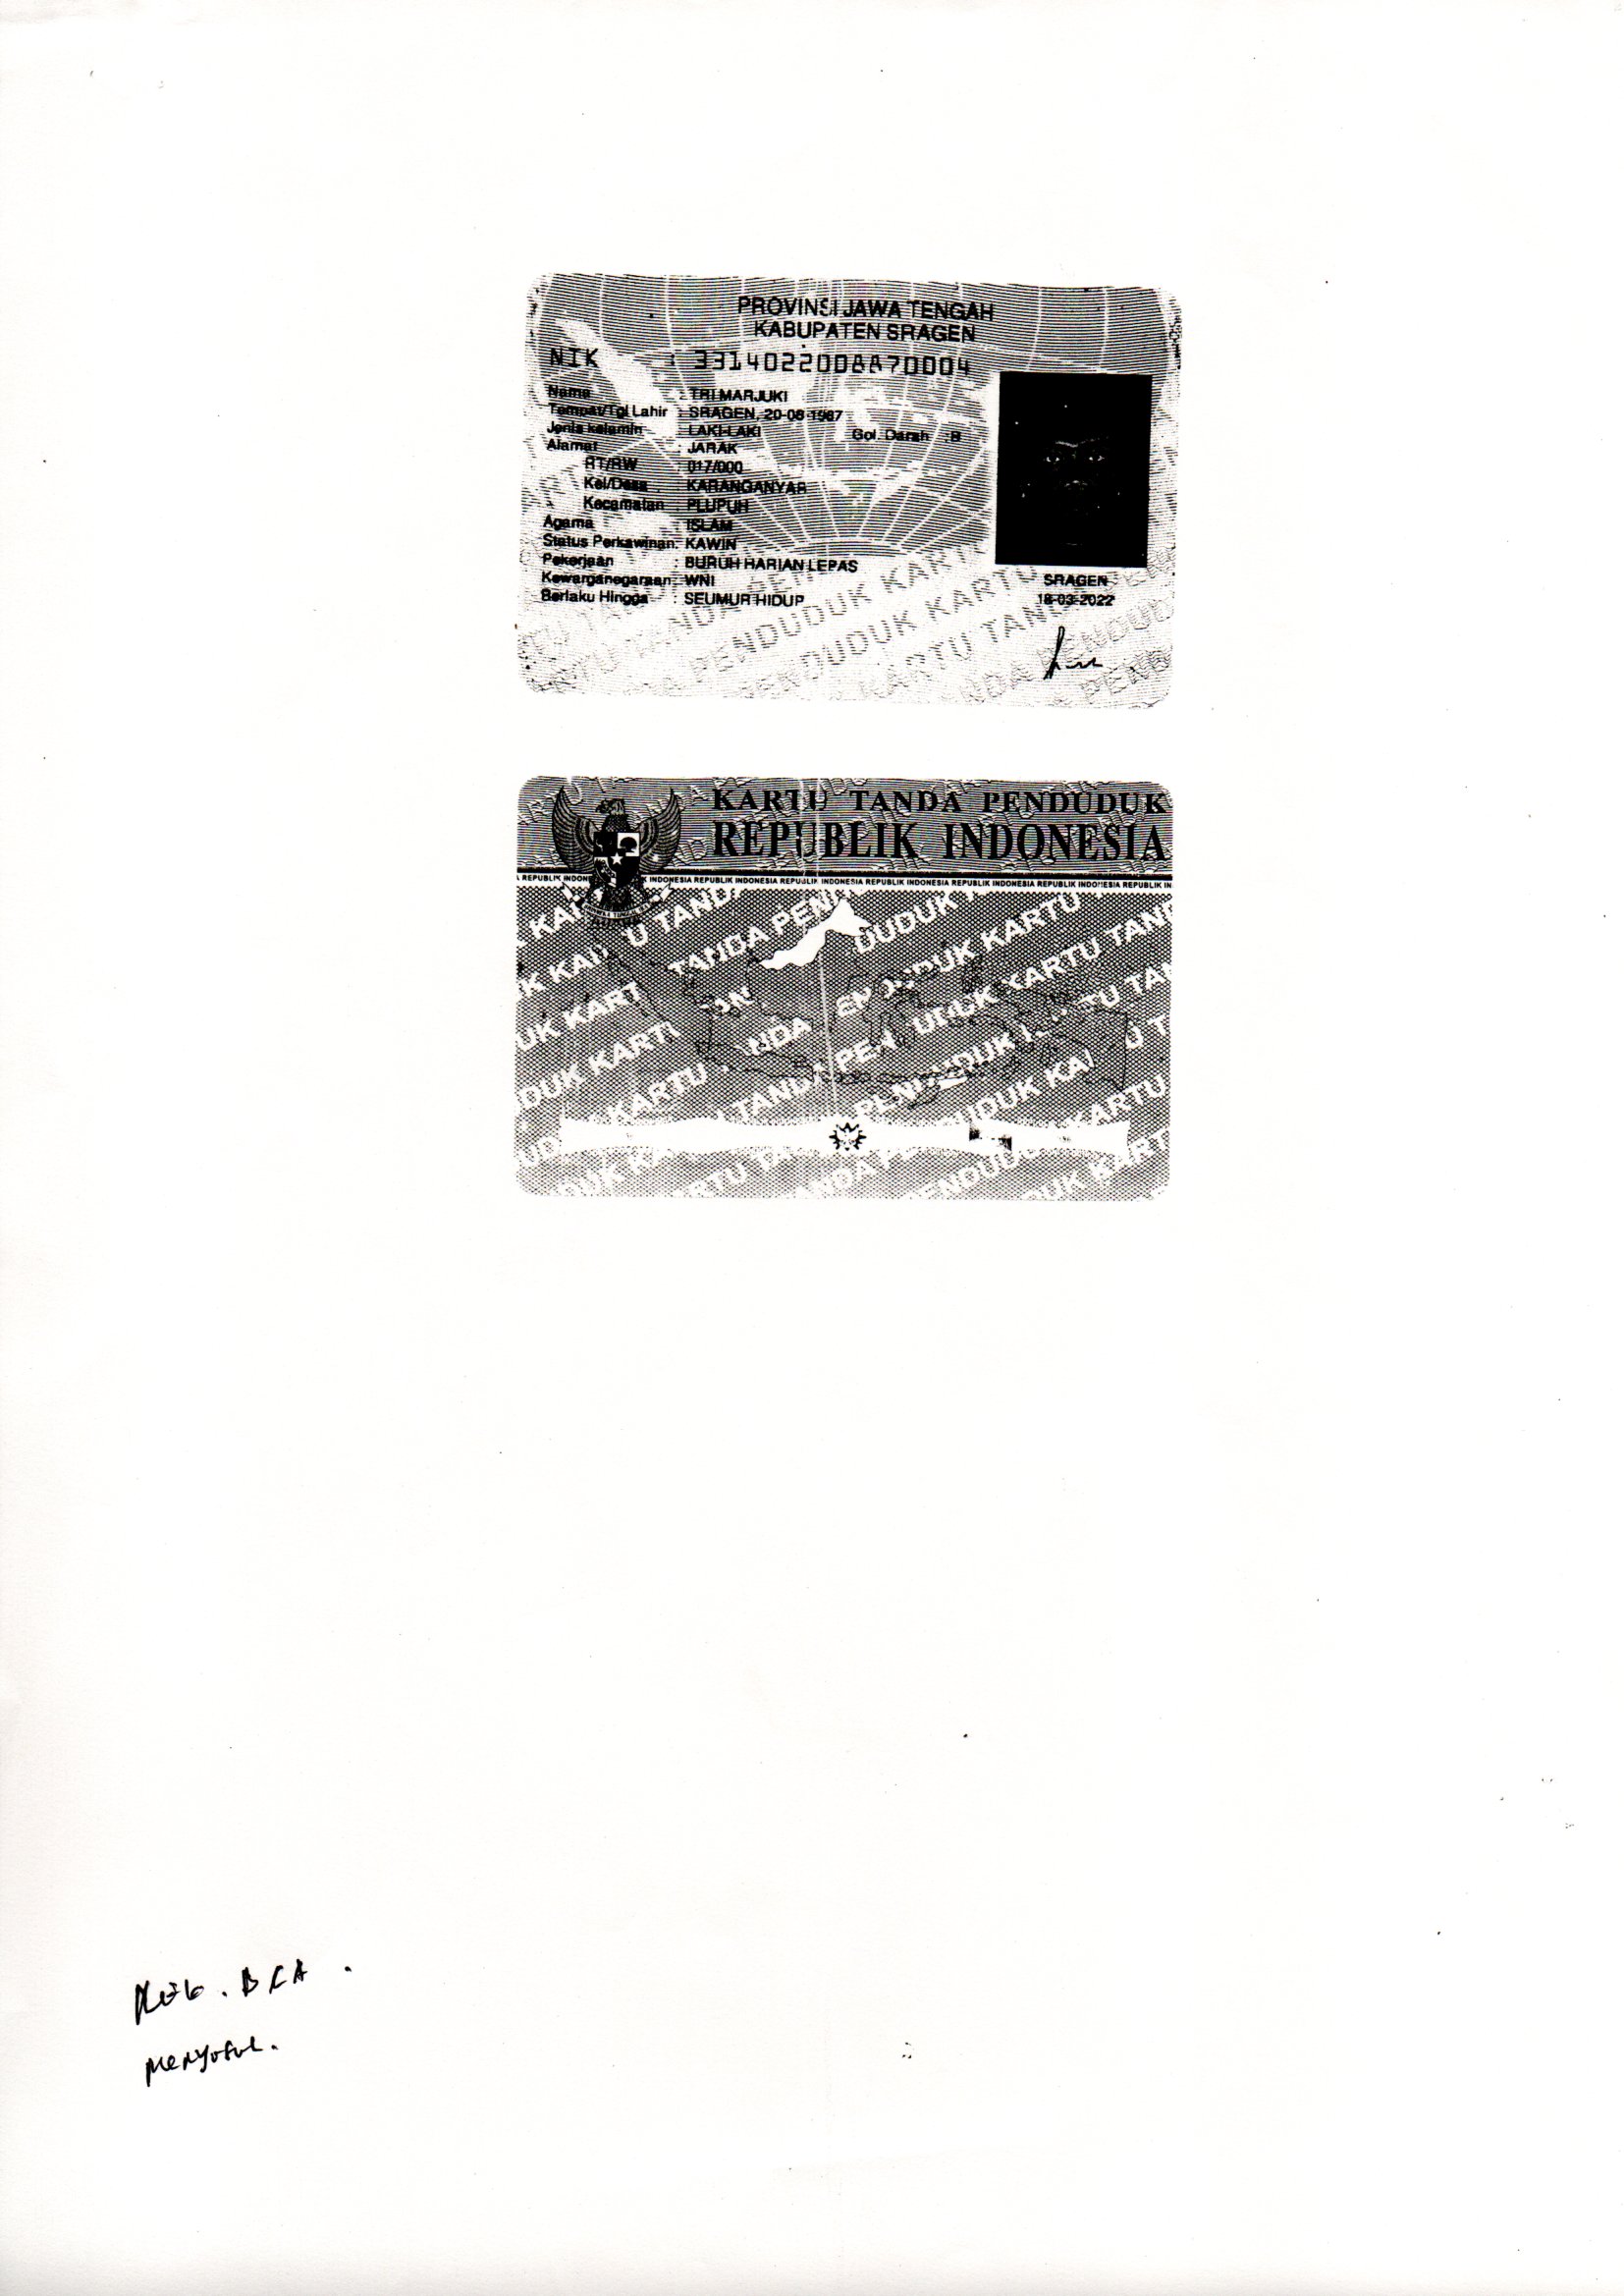 PROVINSI JAWA TENGAH
KABUPATEN SRAGEN
NIK : 3314022008870004
Nama : TRI MARJUKI
Tempat/Tgl Lahir : SRAGEN, 20-08-1987
Jenis kelamin : LAKI-LAKI Gol. Darah : B
Alamat : JARAK
RT/RW : 017/000
Kel/Desa : KARANGANYAR
Kecamatan : PLUPUH
Agama : ISLAM
Status Perkawinan: KAWIN
Pekerjaan : BURUH HARIAN LEPAS
Kewarganegaraan: WNI
Berlaku Hingga : SEUMUR HIDUP
SRAGEN
18-03-2022
KARTU TANDA PENDUDUK
REPUBLIK INDONESIA
Rek. BCA.
Menyusul.